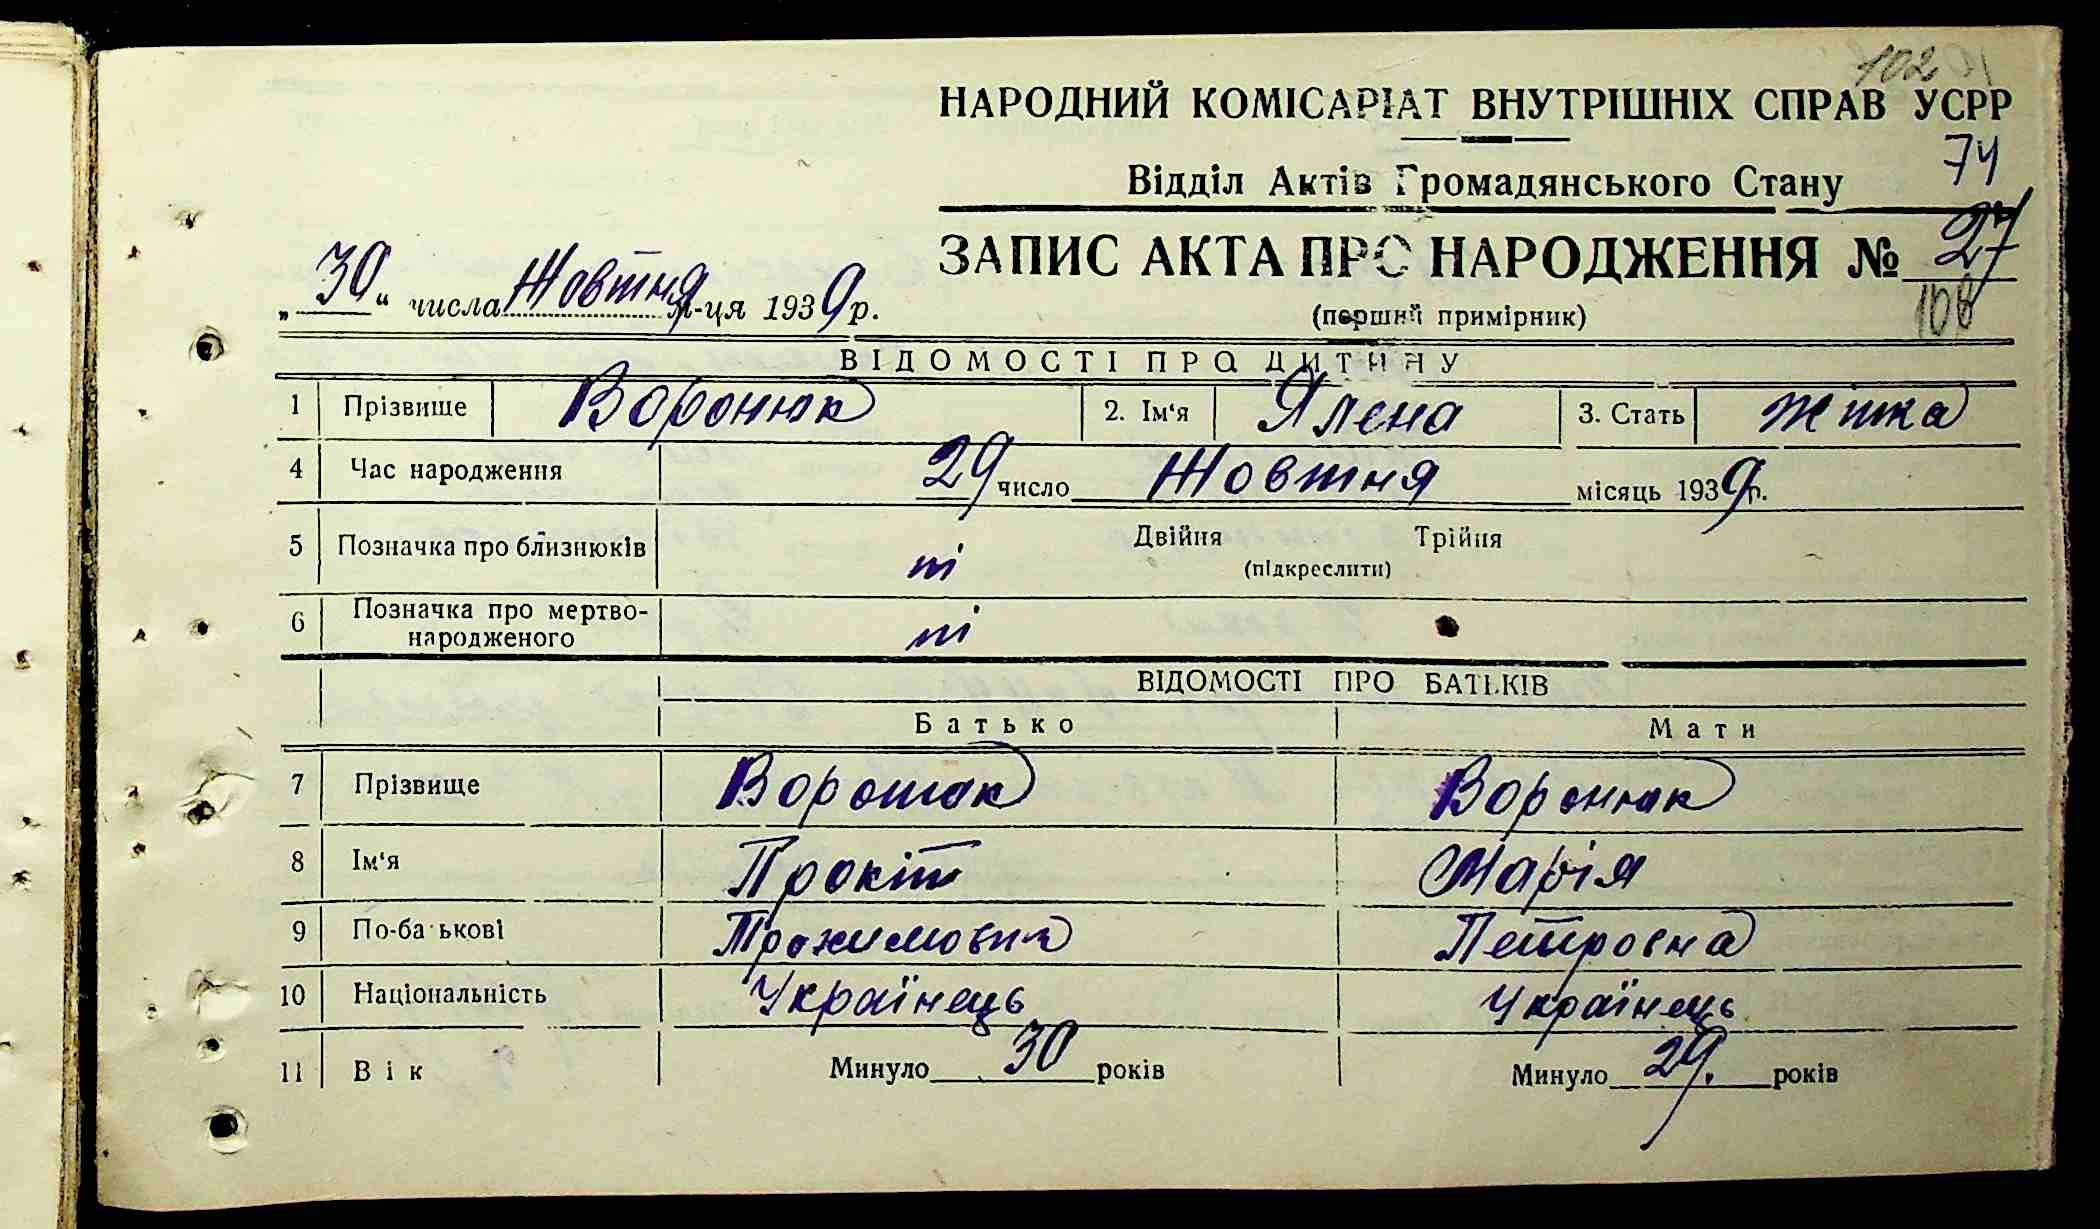 102
НАРОДНИЙ КОМІСАРІАТ ВНУТРІШНІХ СПРАВ УСРР
74
Відділ Актів Громадянського Стану
ЗАПИС АКТА ПРО НАРОДЖЕННЯ № 27
„30“ числа Жовтня м-ця 1939 р.
(перший примірник)
106
ВІДОМОСТІ ПРО ДИТИНУ
1 Прізвище Воронюк 2. Ім'я Ялена 3. Стать жінка
4 Час народження 29 число Жовтня місяць 1939 р.
5 Позначка про близнюків ні Двійня Трійня
(підкреслити)
6 Позначка про мертво-
народженого ні
ВІДОМОСТІ ПРО БАТЬКІВ
Батько Мати
7 Прізвище Воронюк Воронюк
8 Ім'я Прокіп Марія
9 По-батькові Трохимович Петровна
10 Національність Українець Українець
11 Вік Минуло 30 років Минуло 29 років